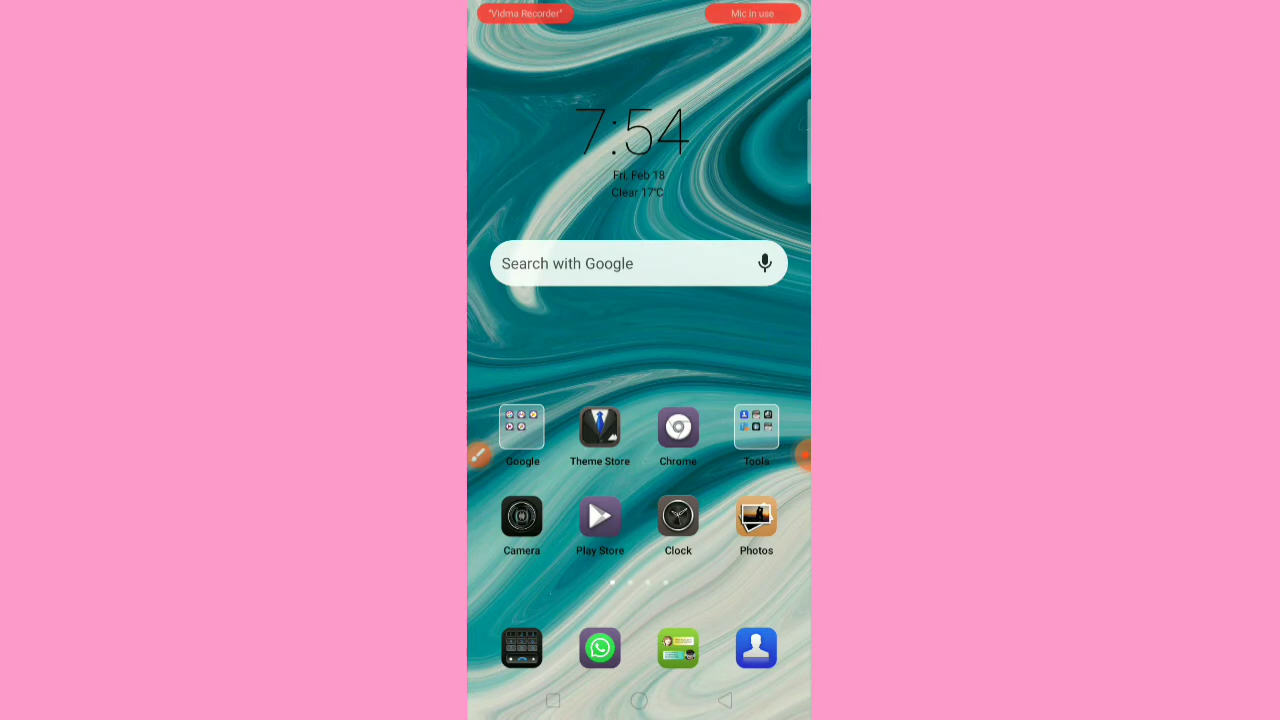 "Vidma Recorder"
Mic in use
7:54
Fri, Feb 18
Clear 17°C
Search with Google
Google
Theme Store
Chrome
Tools
Camera
Play Store
Clock
Photos